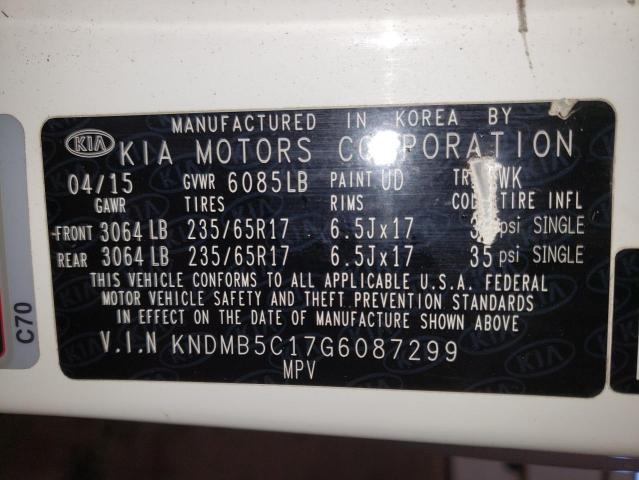 MANUFACTURED IN KOREA BY
KIA KIA MOTORS CORPORATION
04/15 GVWR 6085LB PAINT UD
GAWR TIRES RIMS TIRE INFL
FRONT 3064 LB 235/65R17 6.5Jx17 psi SINGLE
REAR 3064 LB 235/65R17 6.5Jx17 35 psi SINGLE
THIS VEHICLE CONFORMS TO ALL APPLICABLE U.S.A. FEDERAL
MOTOR VEHICLE SAFETY AND THEFT PREVENTION STANDARDS
IN EFFECT ON THE DATE OF MANUFACTURE SHOWN ABOVE
V.I.N KNDMB5C17G6087299
MPV
C70